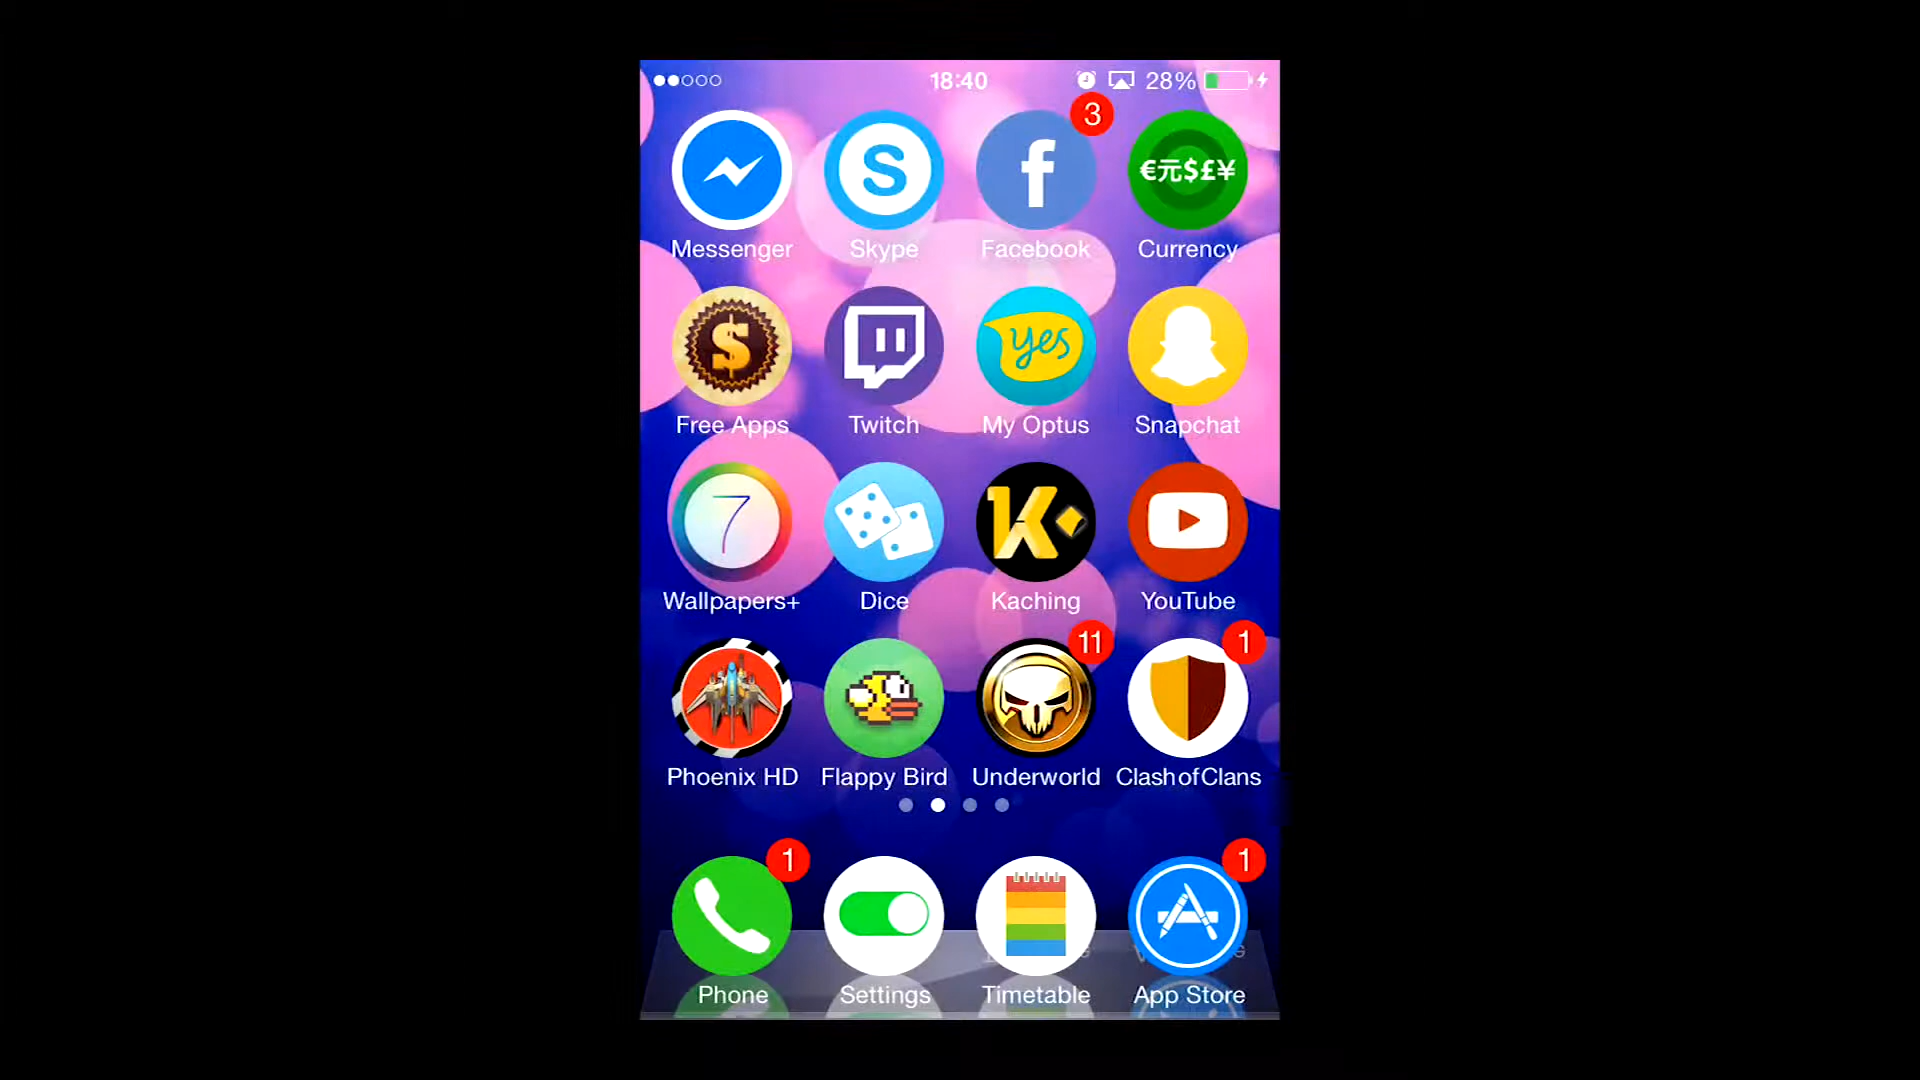 18:40 28%
3
€元$£¥
Messenger Skype Facebook Currency
yes
Free Apps Twitch My Optus Snapchat
7 K
Wallpapers+ Dice Kaching YouTube
11 1
Phoenix HD Flappy Bird Underworld ClashofClans
1 1
Phone Settings Timetable App Store